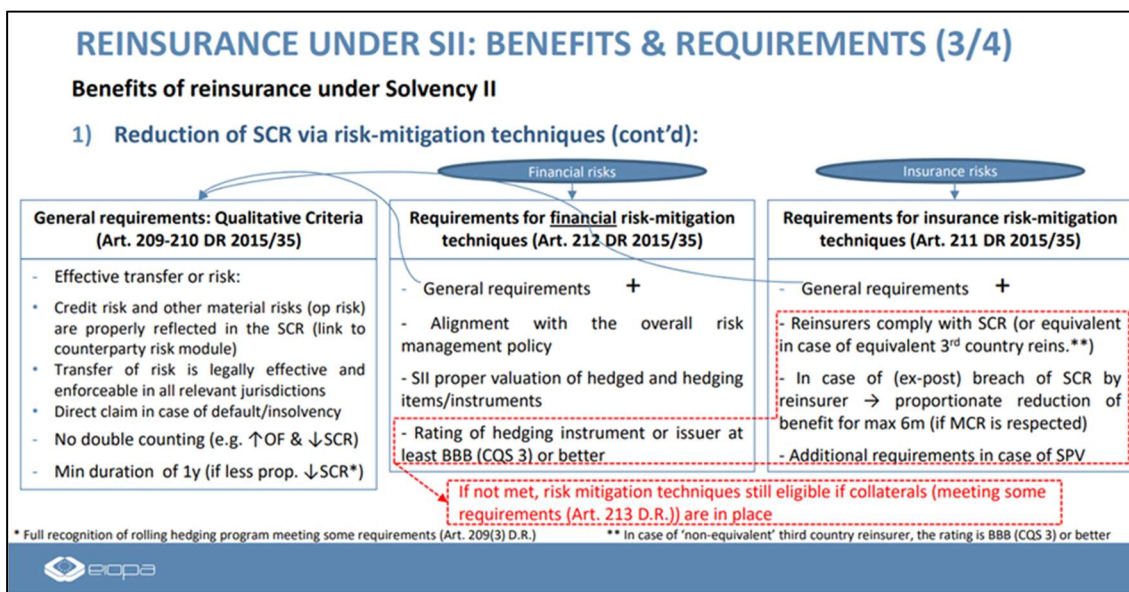 REINSURANCE UNDER SII: BENEFITS & REQUIREMENTS (3/4)
Benefits of reinsurance under Solvency II
1) Reduction of SCR via risk-mitigation techniques (cont'd):
Financial risks
Insurance risks
General requirements: Qualitative Criteria
(Art. 209-210 DR 2015/35)
- Effective transfer or risk:
• Credit risk and other material risks (op risk)
are properly reflected in the SCR (link to
counterparty risk module)
• Transfer of risk is legally effective and
enforceable in all relevant jurisdictions
• Direct claim in case of default/insolvency
- No double counting (e.g. ↑OF & ↓SCR)
- Min duration of 1y (if less prop. ↓SCR*)
Requirements for financial risk-mitigation
techniques (Art. 212 DR 2015/35)
- General requirements +
- Alignment with the overall risk
management policy
- SII proper valuation of hedged and hedging
items/instruments
- Rating of hedging instrument or issuer at
least BBB (CQS 3) or better
Requirements for insurance risk-mitigation
techniques (Art. 211 DR 2015/35)
- General requirements +
- Reinsurers comply with SCR (or equivalent
in case of equivalent 3rd country reins.**)
- In case of (ex-post) breach of SCR by
reinsurer → proportionate reduction of
benefit for max 6m (if MCR is respected)
- Additional requirements in case of SPV
If not met, risk mitigation techniques still eligible if collaterals (meeting some
requirements (Art. 213 D.R.)) are in place
* Full recognition of rolling hedging program meeting some requirements (Art. 209(3) D.R.)
** In case of 'non-equivalent' third country reinsurer, the rating is BBB (CQS 3) or better
eiopa